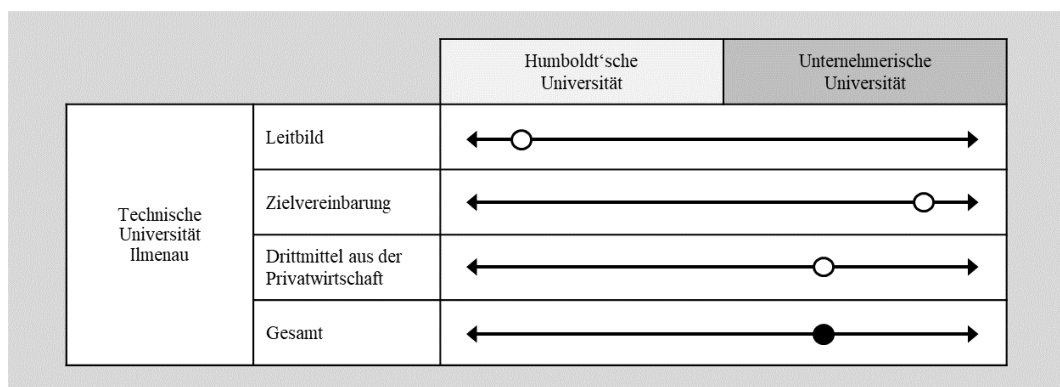 Humboldt‘sche
Universität
Unternehmerische
Universität
Technische
Universität
Ilmenau
Leitbild
Zielvereinbarung
Drittmittel aus der
Privatwirtschaft
Gesamt